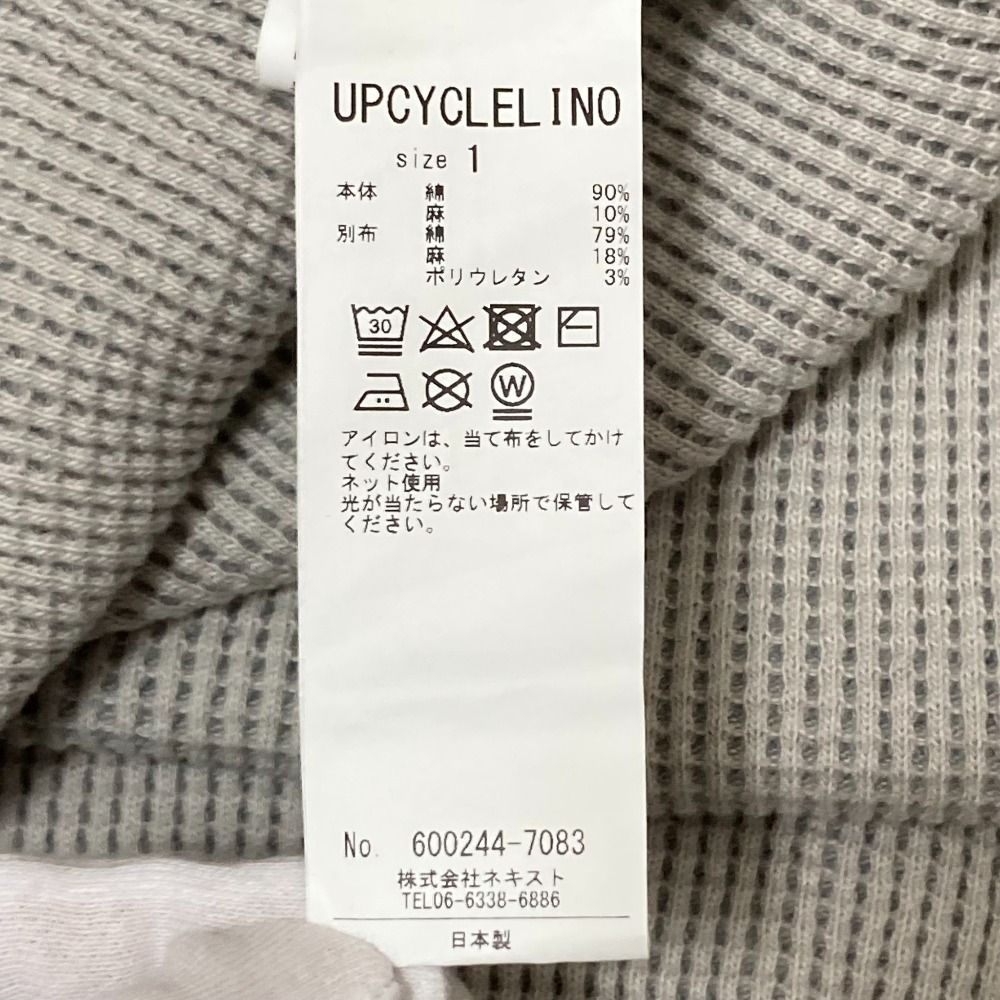 UPCYCLELINO
size 1
本体 綿 90%
麻 10%
別布 綿 79%
麻 18%
ポリウレタン 3%
30
W
アイロンは、当て布をしてかけ
てください。
ネット使用
光が当たらない場所で保管して
ください。
No. 600244-7083
株式会社ネキスト
TEL06-6338-6886
日本製